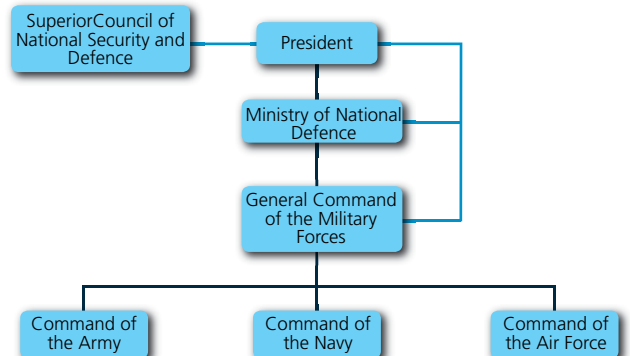 SuperiorCouncil of
National Security and
Defence
President
Ministry of National
Defence
General Command
of the Military
Forces
Command of
the Army
Command of
the Navy
Command of
the Air Force